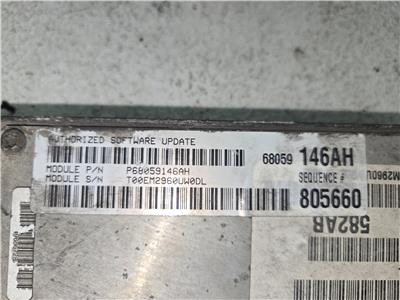 AUTHORIZED SOFTWARE UPDATE
68059 146AH
MODULE P/N P68059146AH
SEQUENCE #
MODULE S/N T00EM2960UW0DL
805660
582AB